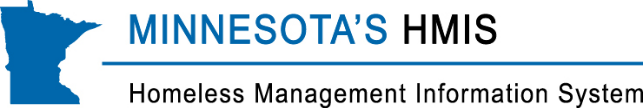 MINNESOTA'S HMIS
Homeless Management Information System